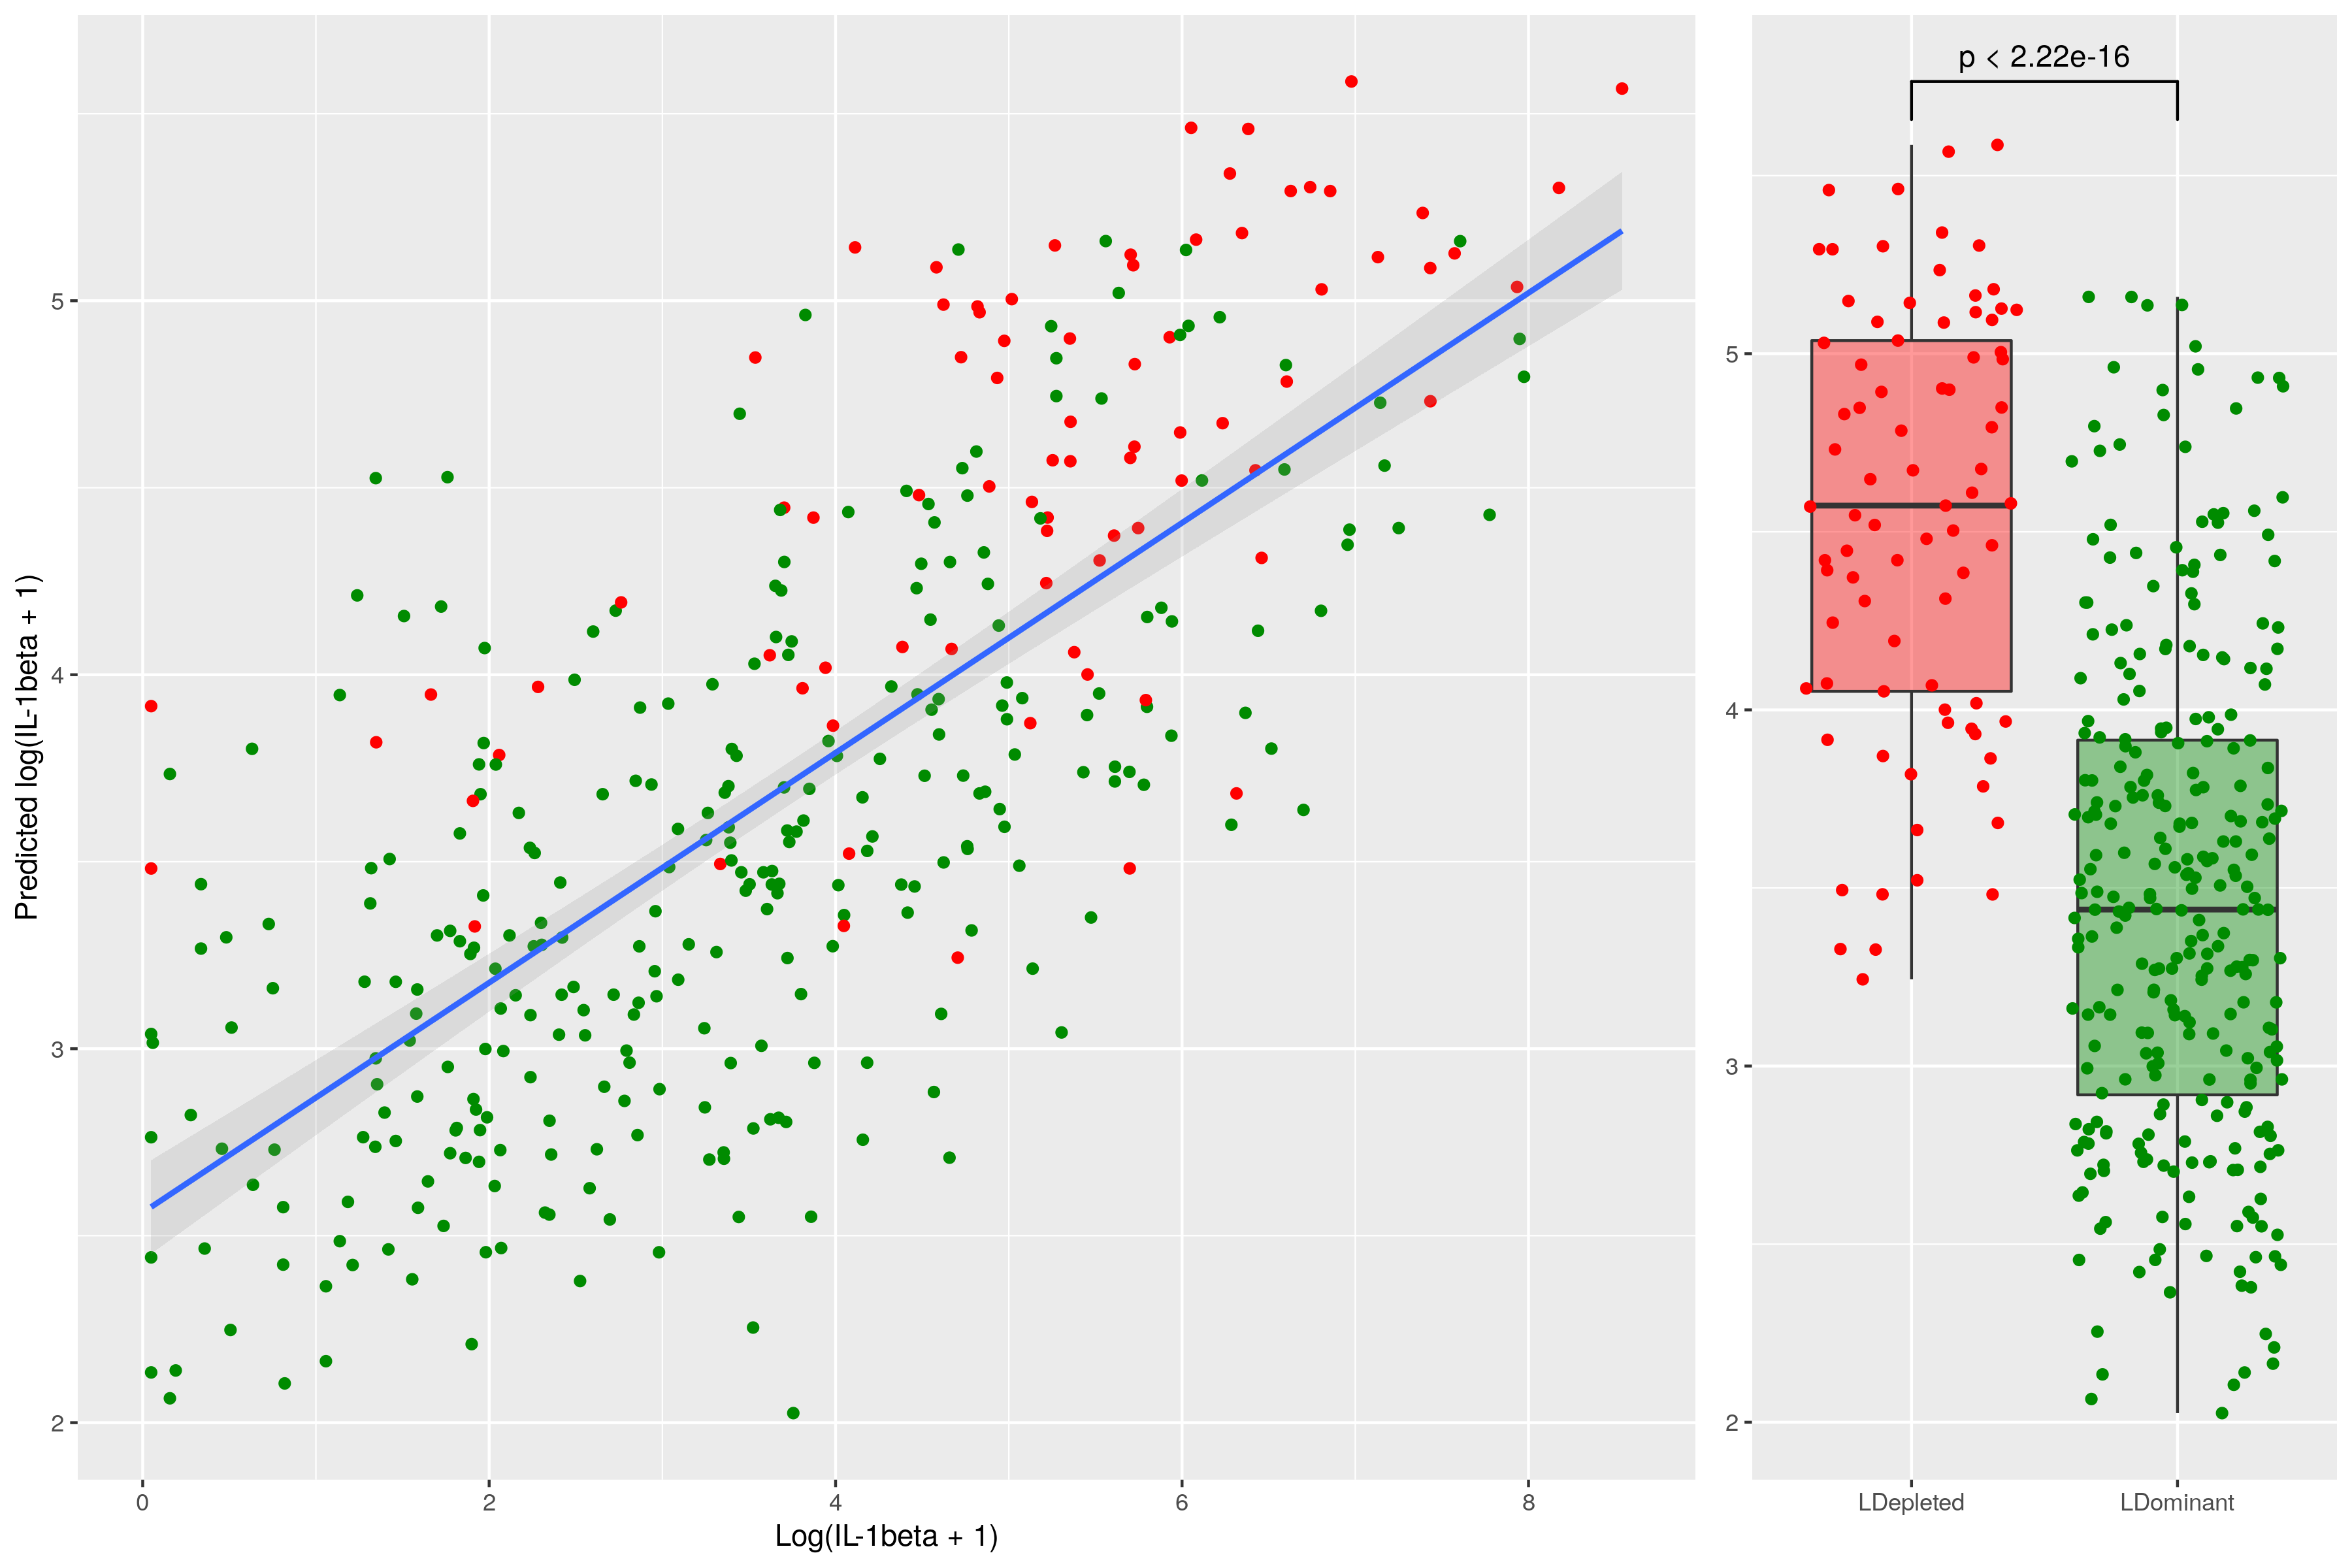 Predicted log(IL-1beta + 1)
5
4
3
2
0
2
4
6
8
Log(IL-1beta + 1)
p < 2.22e-16
5
4
3
2
LDepleted
LDominant